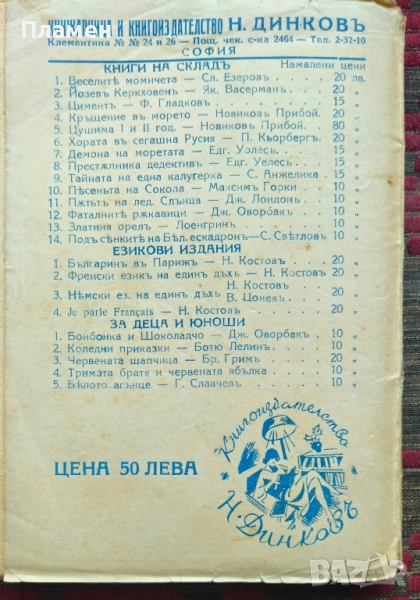 КНИЖАРНИЦА И КНИГОИЗДАТЕЛСТВО Н. ДИНКОВЪ
Пламен
Клементина № № 24 и 26 — Пощ. чек. с-ка 2464 — Тел. 2-37-10
СОФИЯ
КНИГИ НА СКЛАДЪ Намалени цени
1. Веселитѣ момичета — Сл. Езеровъ. 20 лв.
2. Йозевъ Керкховенъ — Як. Васерманъ. 20 „
3. Циментъ — Ф. Гладковъ 15 „
4. Кръщение въ морето — Новиковъ Прибой. 20 „
5. Цушима I и II год. — Новиковъ Прибой. 80 „
6. Хората въ сегашна Русия — П. Кьорбергъ. 20 „
7. Демона на моретата — Едг. Уолесъ. 15 „
8. Престѫпника дедективъ — Едг. Уелесъ. 15 „
9. Тайната на една калугерка — С. Анжелика. 15 „
10. Пѣсеньта на Сокола — Максимъ Горки 10 „
11. Пѫтьтъ на лед. Слънца — Дж. Лондонъ 10 „
12. Фаталнитѣ рѫкавици — Дж. Оворбакъ 10 „
13. Златния орелъ — Лоенгринъ 10 „
14. Подъ сѣнкитѣ на Бѣл. ескадронъ—С. Свѣтловъ 10 „
ЕЗИКОВИ ИЗДАНИЯ
1. Българинъ въ Парижъ — Н. Костовъ 20 „
2. Френски езикъ на единъ дъхъ — Н. Костовъ 20 „
3. Нѣмски ез. на единъ дъхъ Н. Костовъ В. Цоневъ 20 „
4. Je parle Français — Н. Костовъ 20 „
ЗА ДЕЦА И ЮНОШИ
1. Бонбонка и Шоколадчо — Дж. Оворбакъ 10 „
2. Коледни приказки — Ботю Лелинъ 10 „
3. Червената шапчица — Бр. Гримъ 20 „
4. Тримата братя и червената ябълка 10 „
5. Бѣлото агънце — Г. Славчевъ 10 „
ЦЕНА 50 ЛЕВА
Книгоиздателство
Н. Динковъ
BAZAR.bg